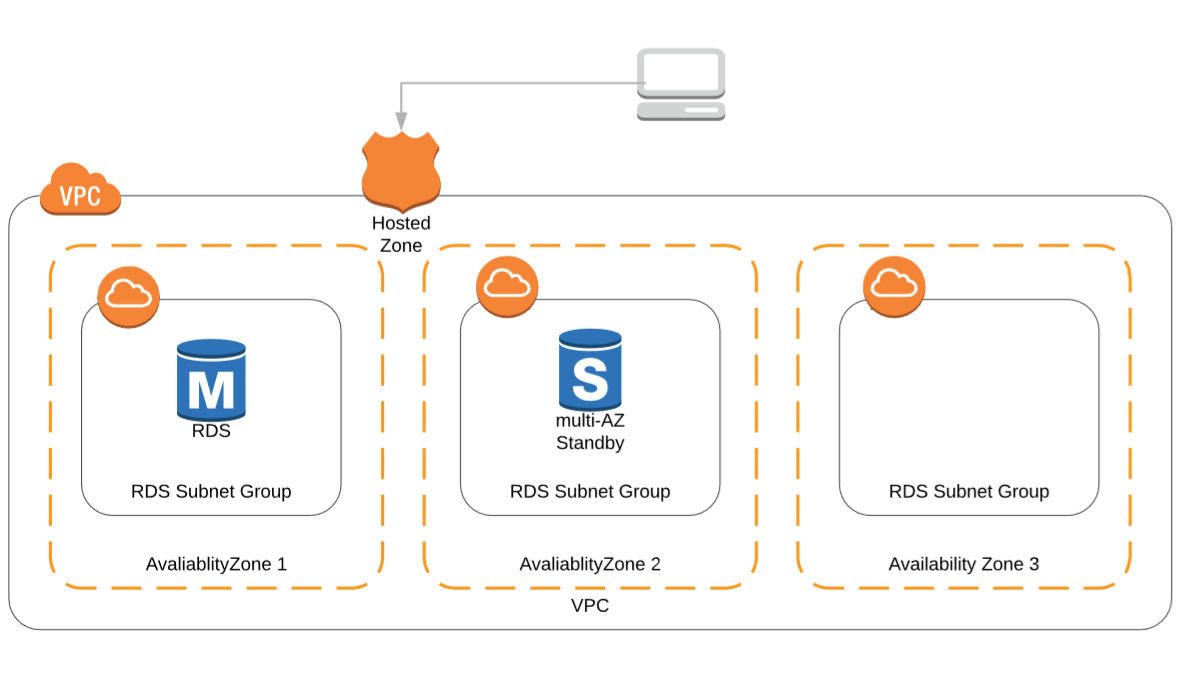 VPC
Hosted
Zone
M
RDS
RDS Subnet Group
AvaliablityZone 1
S
multi-AZ
Standby
RDS Subnet Group
AvaliablityZone 2
RDS Subnet Group
Availability Zone 3
VPC